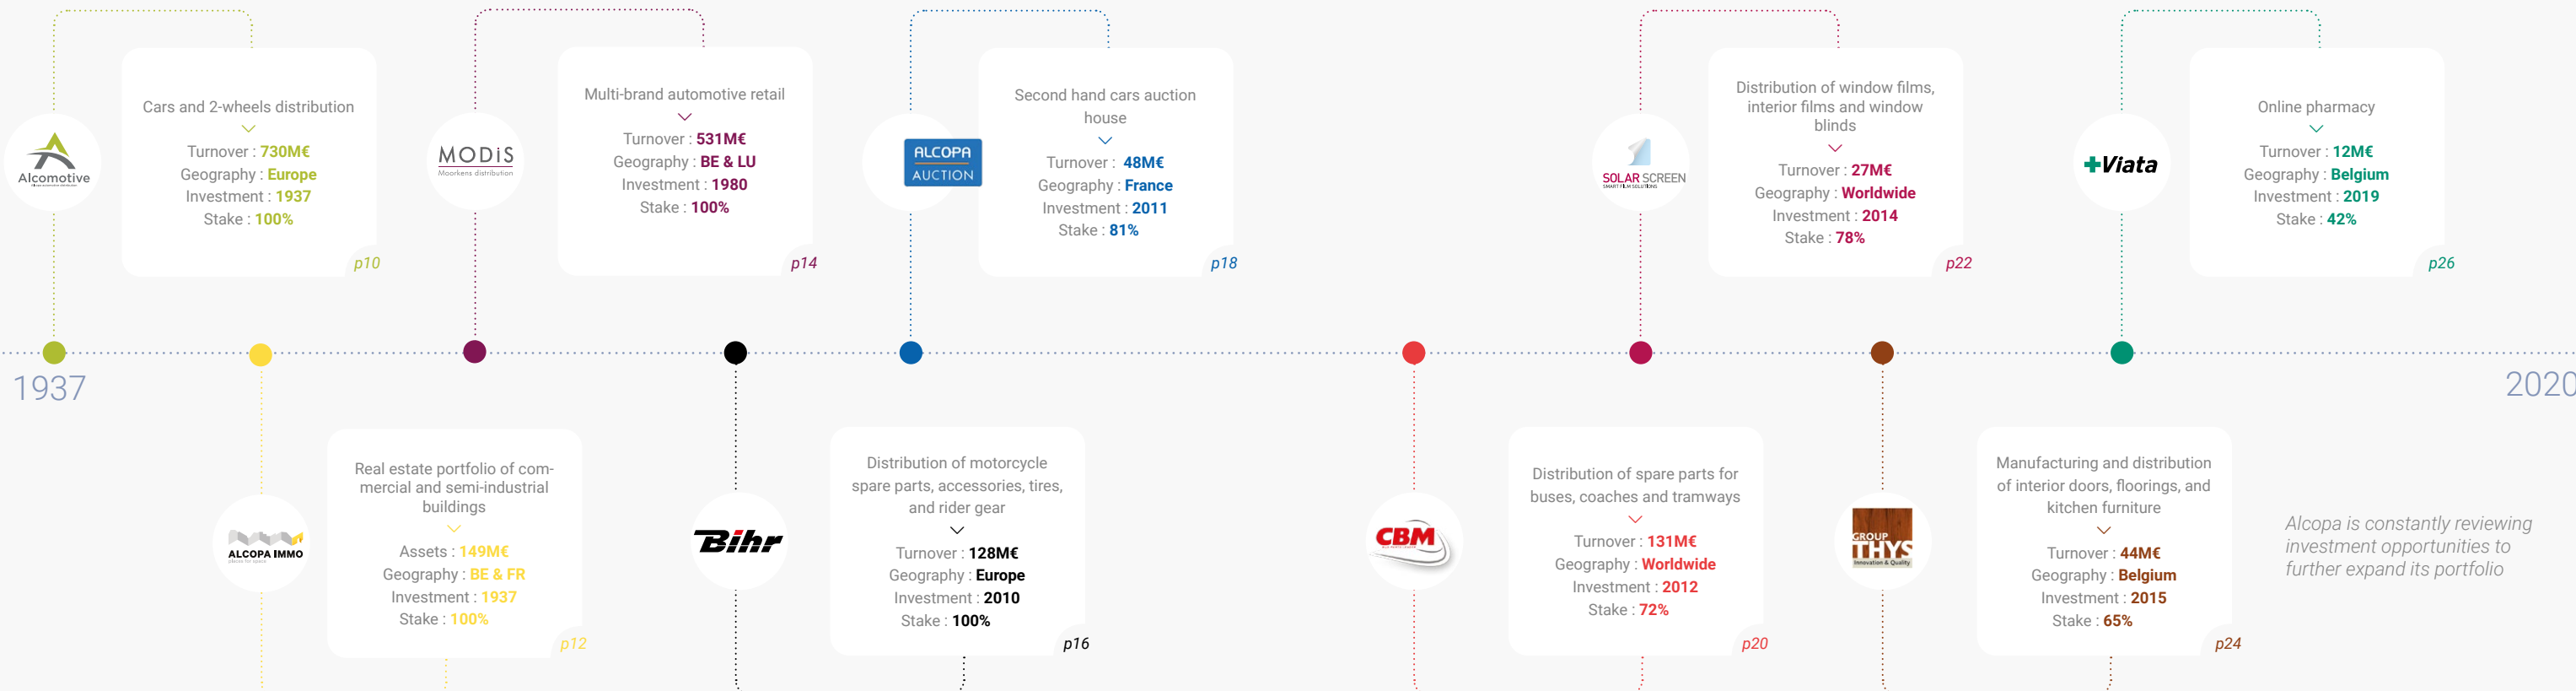 Alcomotive
Cars and 2-wheels distribution
Turnover : 730M€
Geography : Europe
Investment : 1937
Stake : 100%
p10
MODiS
Moorkens distribution
Multi-brand automotive retail
Turnover : 531M€
Geography : BE & LU
Investment : 1980
Stake : 100%
p14
ALCOPA
AUCTION
Second hand cars auction
house
Turnover : 48M€
Geography : France
Investment : 2011
Stake : 81%
p18
SOLAR SCREEN
SMART FILM SOLUTIONS
Distribution of window films,
interior films and window
blinds
Turnover : 27M€
Geography : Worldwide
Investment : 2014
Stake : 78%
p22
+Viata
Online pharmacy
Turnover : 12M€
Geography : Belgium
Investment : 2019
Stake : 42%
p26
1937
2020
ALCOPA IMMO
places for space
Real estate portfolio of com-
mercial and semi-industrial
buildings
Assets : 149M€
Geography : BE & FR
Investment : 1937
Stake : 100%
p12
Bihr
Distribution of motorcycle
spare parts, accessories, tires,
and rider gear
Turnover : 128M€
Geography : Europe
Investment : 2010
Stake : 100%
p16
CBM
Distribution of spare parts for
buses, coaches and tramways
Turnover : 131M€
Geography : Worldwide
Investment : 2012
Stake : 72%
p20
GROUP
THYS
Innovation & Quality
Manufacturing and distribution
of interior doors, floorings, and
kitchen furniture
Turnover : 44M€
Geography : Belgium
Investment : 2015
Stake : 65%
p24
Alcopa is constantly reviewing
investment opportunities to
further expand its portfolio